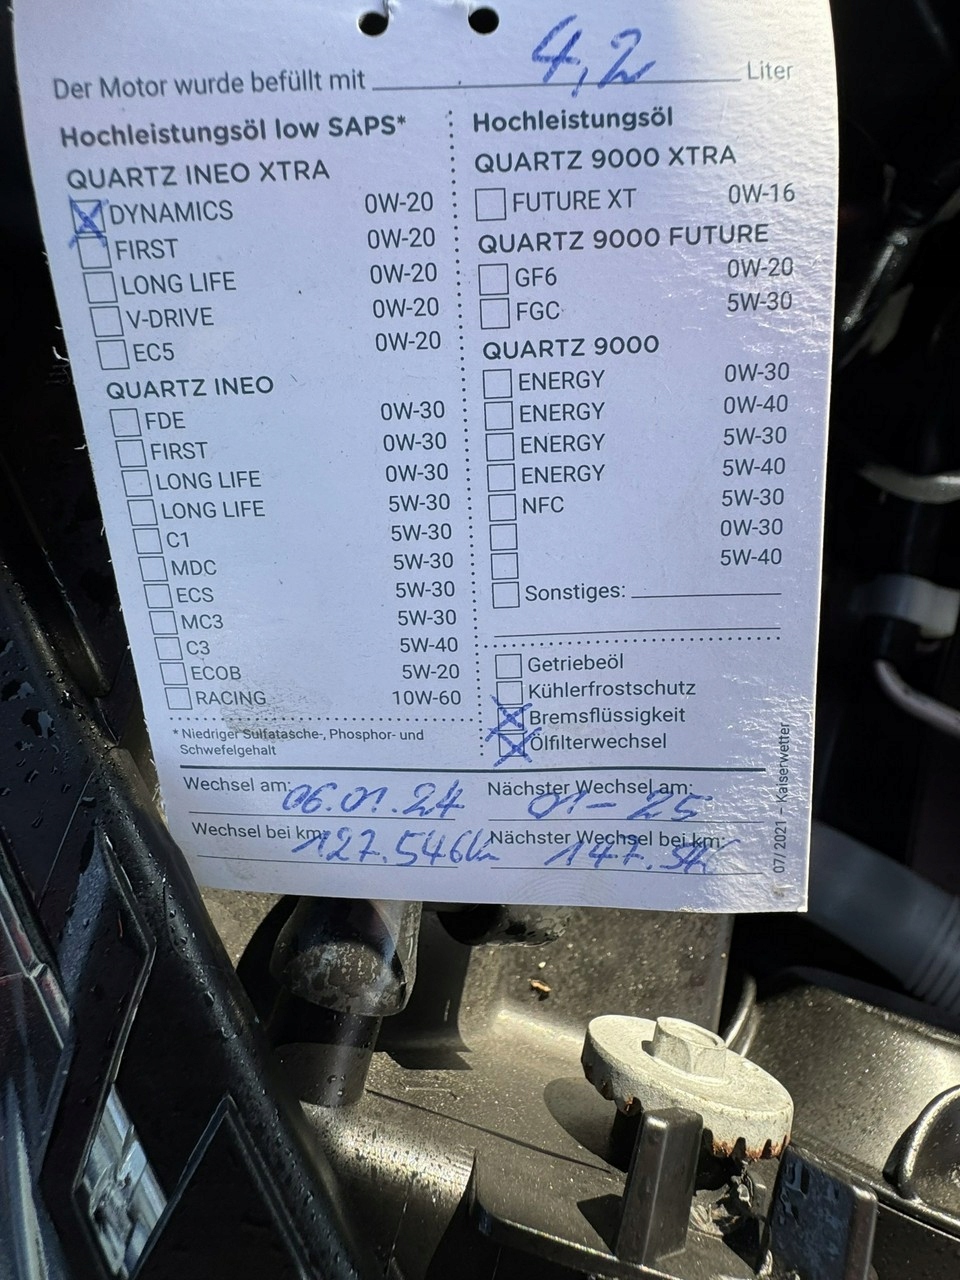 Der Motor wurde befüllt mit 4,2 Liter
Hochleistungsöl low SAPS*
QUARTZ INEO XTRA
DYNAMICS 0W-20
FIRST 0W-20
LONG LIFE 0W-20
V-DRIVE 0W-20
EC5 0W-20
QUARTZ INEO
FDE 0W-30
FIRST 0W-30
LONG LIFE 0W-30
LONG LIFE 5W-30
C1 5W-30
MDC 5W-30
ECS 5W-30
MC3 5W-30
C3 5W-40
ECOB 5W-20
RACING 10W-60
* Niedriger Sulfatasche-, Phosphor- und
Schwefelgehalt
Hochleistungsöl
QUARTZ 9000 XTRA
FUTURE XT 0W-16
QUARTZ 9000 FUTURE
GF6 0W-20
FGC 5W-30
QUARTZ 9000
ENERGY 0W-30
ENERGY 0W-40
ENERGY 5W-30
ENERGY 5W-40
NFC 5W-30
0W-30
5W-40
Sonstiges:
Getriebeöl
Kühlerfrostschutz
Bremsflüssigkeit
Ölfilterwechsel
Wechsel am: 06.01.24
Nächster Wechsel am: 01-25
Wechsel bei km: 127.546
Nächster Wechsel bei km:
07/2021 - Kaiserwetter